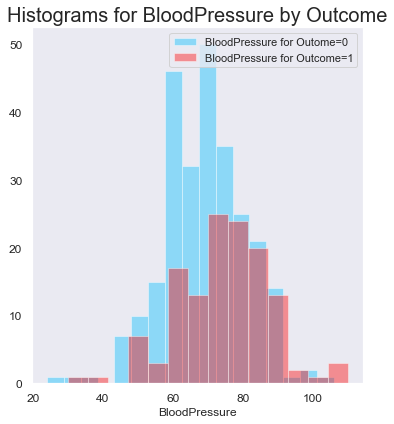 Histograms for BloodPressure by Outcome
BloodPressure for Outome=0
BloodPressure for Outcome=1
50
40
30
20
10
0
20 40 60 80 100
BloodPressure